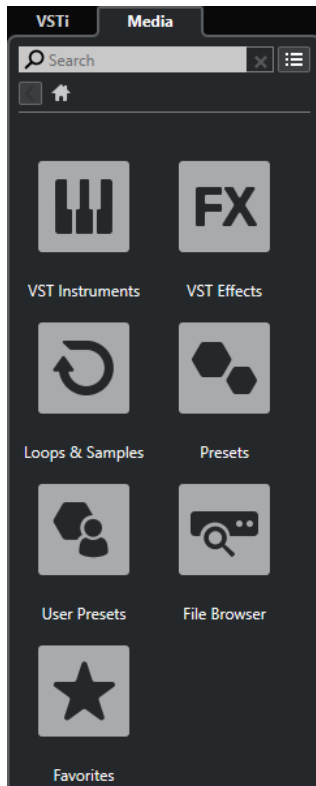 VSTi Media
Search
FX
VST Instruments VST Effects
Loops & Samples Presets
User Presets File Browser
Favorites